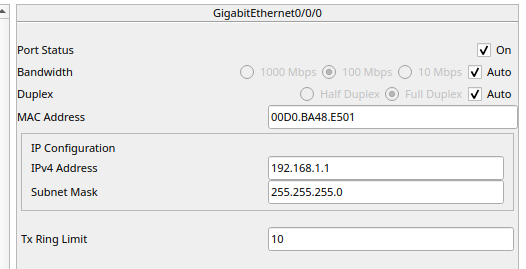 GigabitEthernet0/0/0
Port Status On
Bandwidth 1000 Mbps 100 Mbps 10 Mbps Auto
Duplex Half Duplex Full Duplex Auto
MAC Address 00D0.BA48.E501
IP Configuration
IPv4 Address 192.168.1.1
Subnet Mask 255.255.255.0
Tx Ring Limit 10